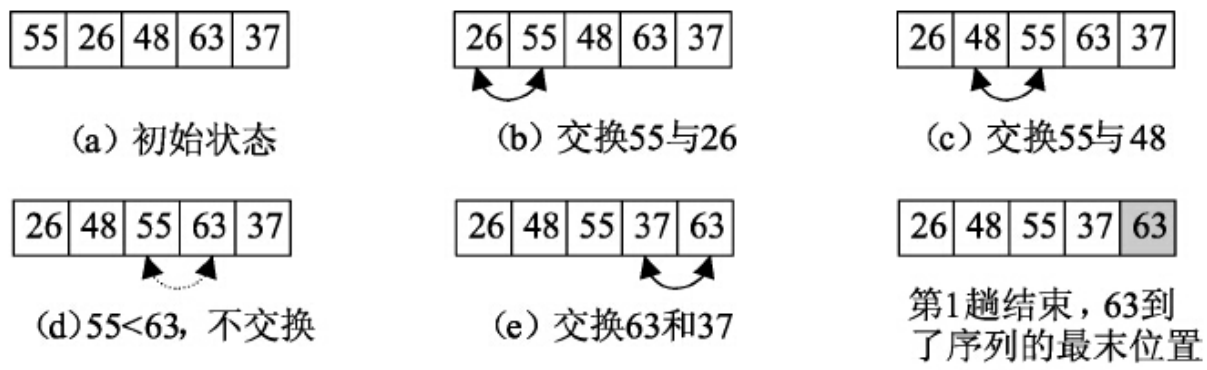 55 26 48 63 37
(a) 初始状态
26 55 48 63 37
(b) 交换55与26
26 48 55 63 37
(c) 交换55与48
26 48 55 63 37
(d)55<63, 不交换
26 48 55 37 63
(e) 交换63和37
26 48 55 37 63
第1趟结束，63到
了序列的最末位置